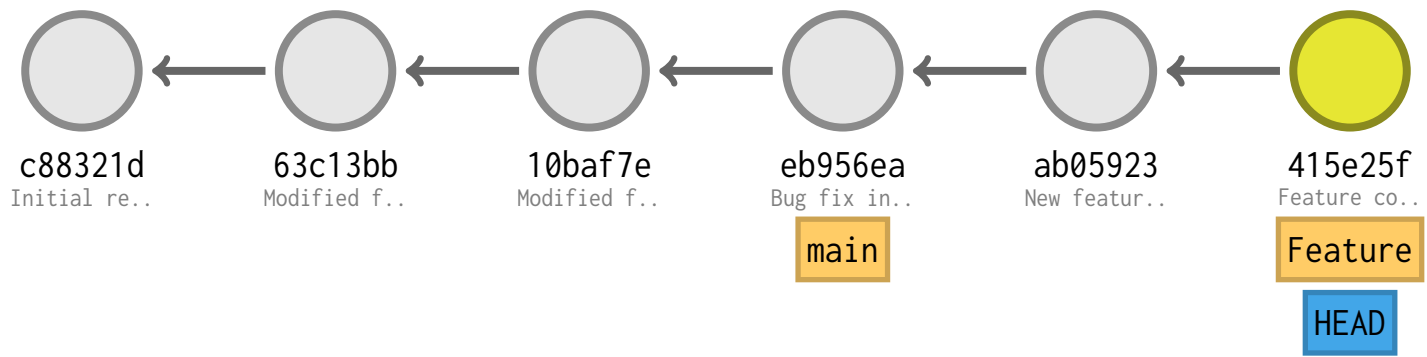 c88321d 63c13bb 10baf7e eb956ea ab05923 415e25f
Initial re.. Modified f.. Modified f.. Bug fix in.. New featur.. Feature co..
main Feature
HEAD